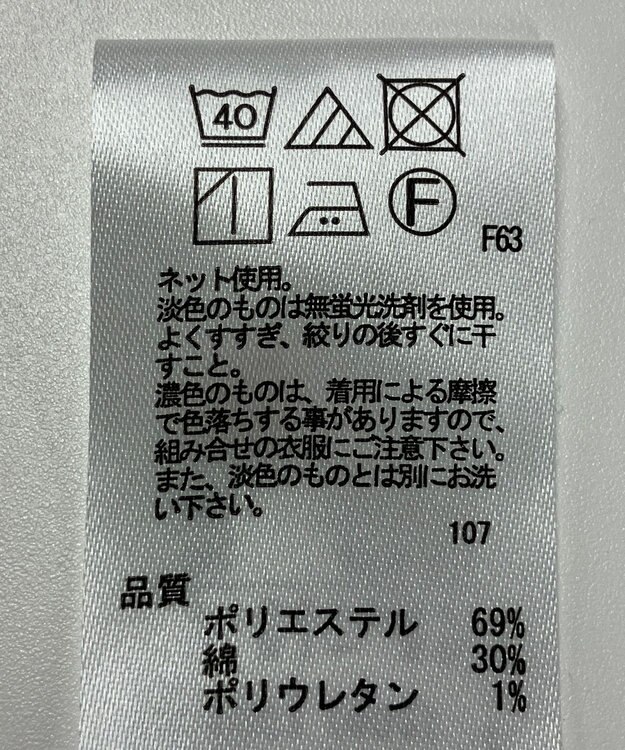 40
F
F63
ネット使用。
淡色のものは無蛍光洗剤を使用。
よくすすぎ、絞りの後すぐに干
すこと。
濃色のものは、着用による摩擦
で色落ちする事がありますので、
組み合せの衣服にご注意下さい。
また、淡色のものとは別にお洗
い下さい。
107
品質
ポリエステル 69%
綿 30%
ポリウレタン 1%